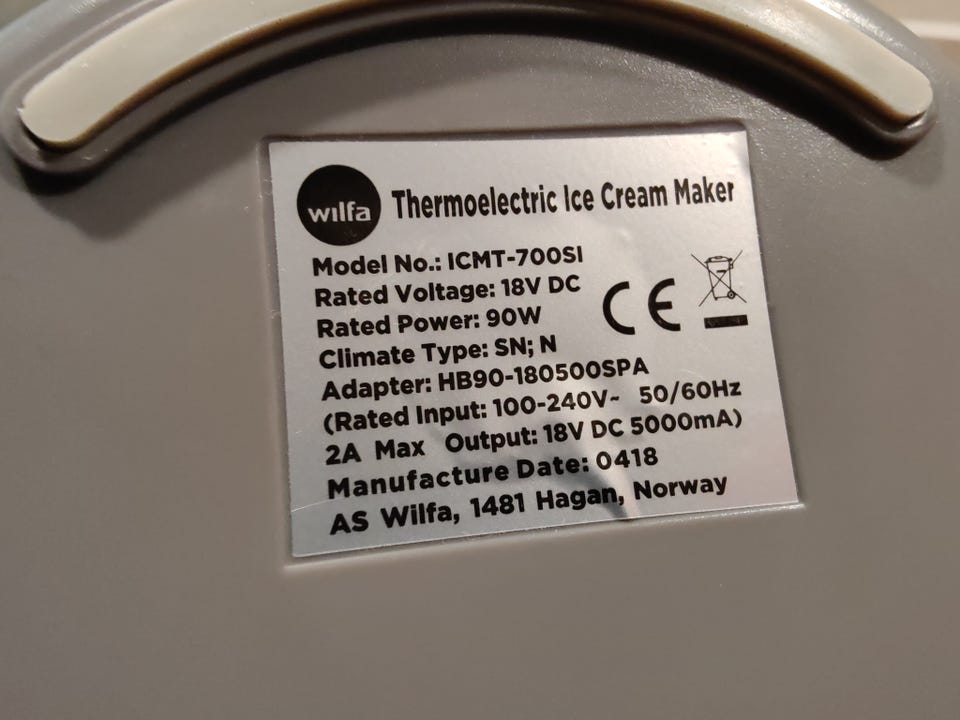 wilfa Thermoelectric Ice Cream Maker
Model No.: ICMT-700SI
Rated Voltage: 18V DC
Rated Power: 90W
Climate Type: SN; N
Adapter: HB90-180500SPA
(Rated Input: 100-240V~ 50/60Hz
2A Max Output: 18V DC 5000mA)
Manufacture Date: 0418
AS Wilfa, 1481 Hagan, Norway
CE